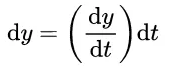 dy = (dy/dt) dt